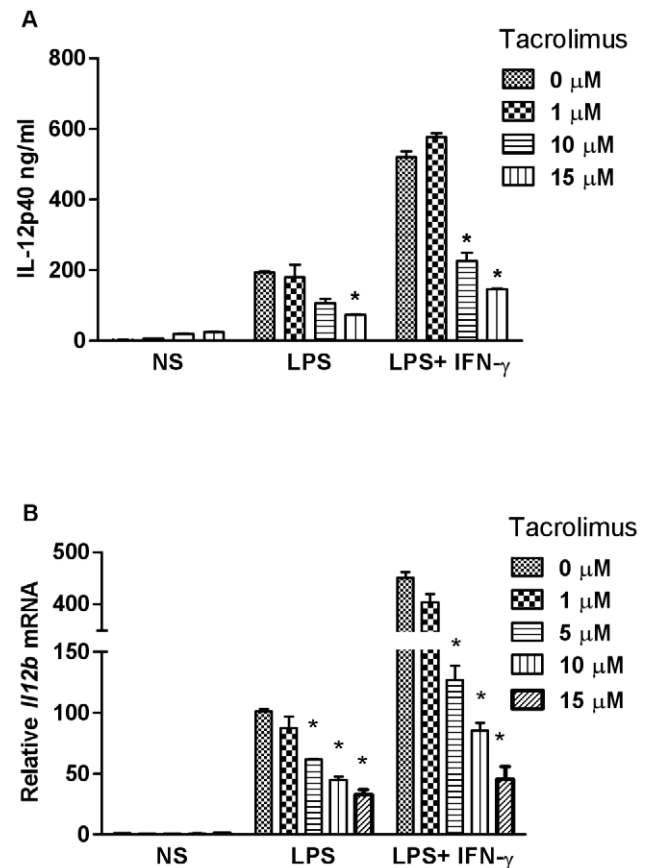 A
Tacrolimus
0 μM
1 μM
10 μM
15 μM
IL-12p40 ng/ml
800
600
400
200
0
NS LPS LPS+ IFN-γ
* * *
B
Tacrolimus
0 μM
1 μM
5 μM
10 μM
15 μM
Relative Il12b mRNA
500
400
150
100
50
0
* * * * * *
NS LPS LPS+ IFN-γ